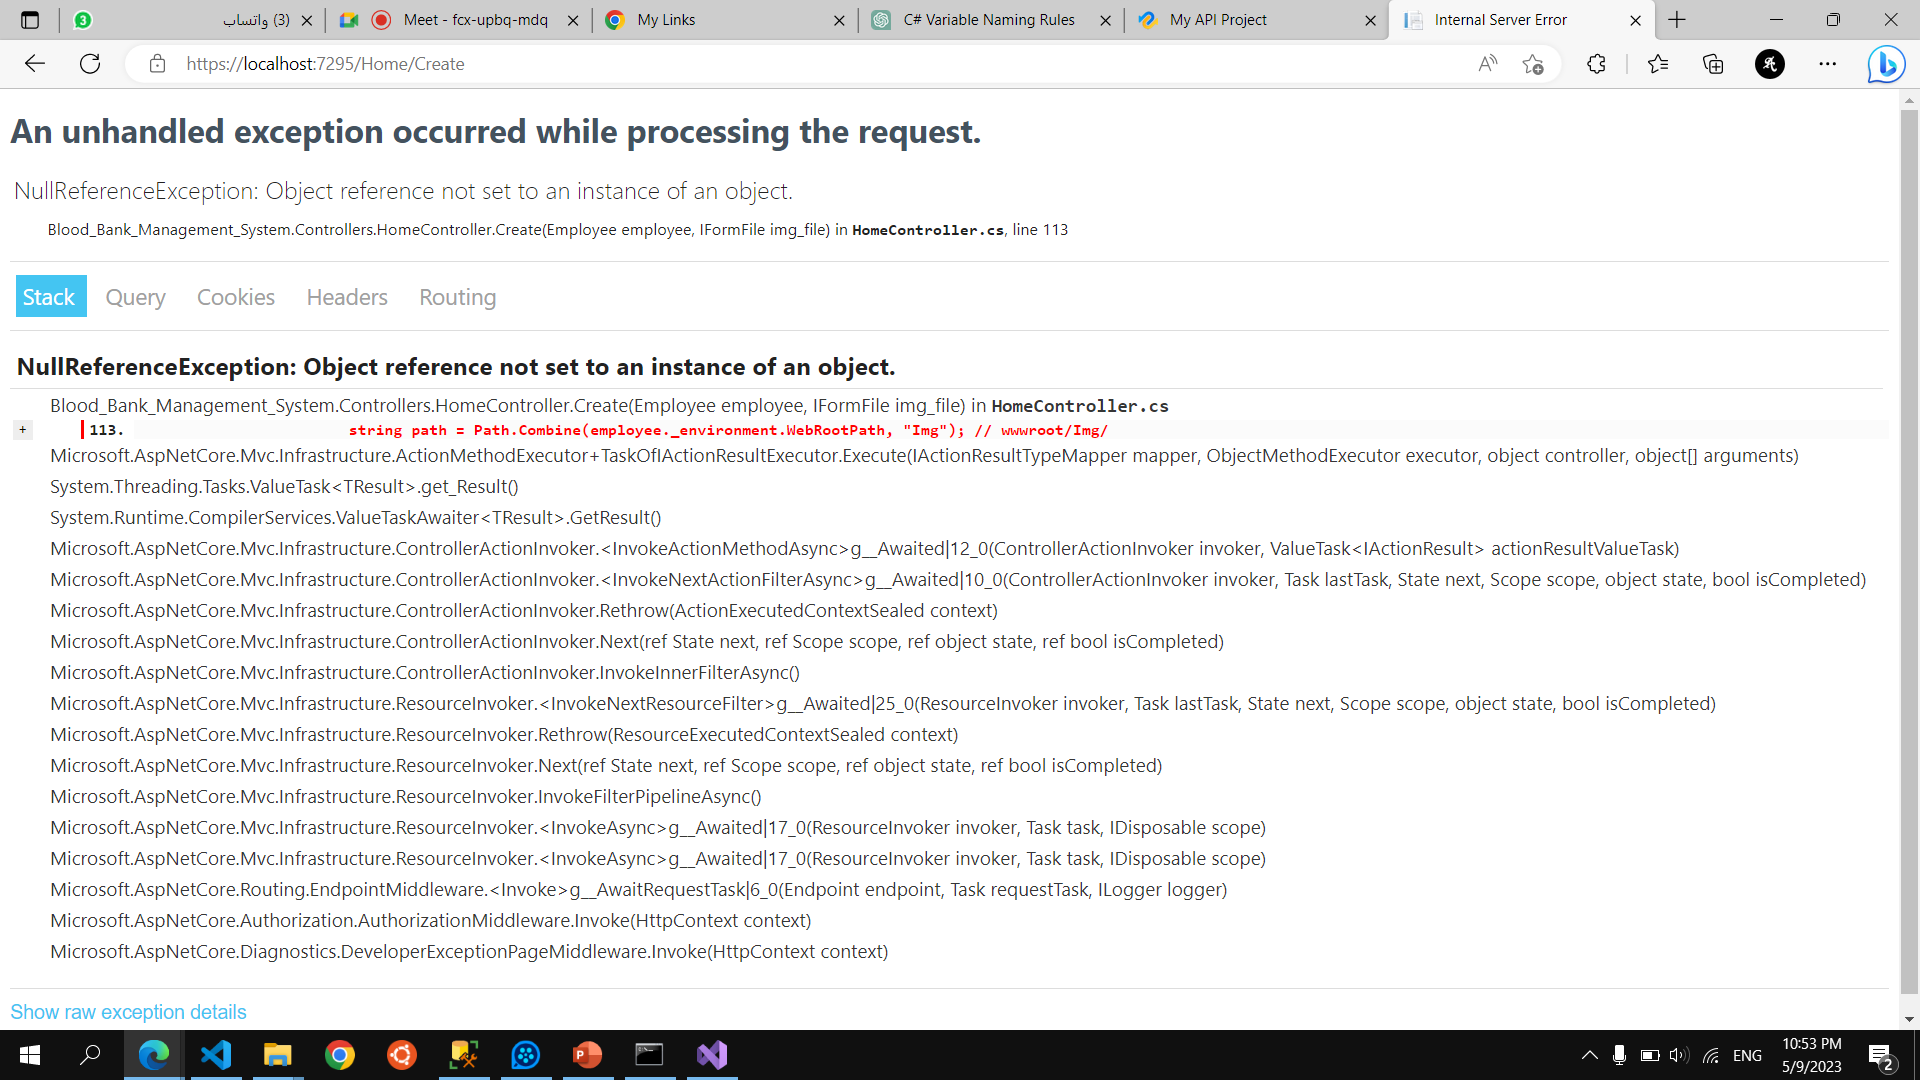 3
(3) واتساب
Meet - fcx-upbq-mdq
My Links
C# Variable Naming Rules
My API Project
Internal Server Error
https://localhost:7295/Home/Create
An unhandled exception occurred while processing the request.
NullReferenceException: Object reference not set to an instance of an object.
Blood_Bank_Management_System.Controllers.HomeController.Create(Employee employee, IFormFile img_file) in HomeController.cs, line 113
Stack Query Cookies Headers Routing
NullReferenceException: Object reference not set to an instance of an object.
Blood_Bank_Management_System.Controllers.HomeController.Create(Employee employee, IFormFile img_file) in HomeController.cs
+ 113. string path = Path.Combine(employee._environment.WebRootPath, "Img"); // wwwroot/Img/
Microsoft.AspNetCore.Mvc.Infrastructure.ActionMethodExecutor+TaskOfIActionResultExecutor.Execute(IActionResultTypeMapper mapper, ObjectMethodExecutor executor, object controller, object[] arguments)
System.Threading.Tasks.ValueTask<TResult>.get_Result()
System.Runtime.CompilerServices.ValueTaskAwaiter<TResult>.GetResult()
Microsoft.AspNetCore.Mvc.Infrastructure.ControllerActionInvoker.<InvokeActionMethodAsync>g__Awaited|12_0(ControllerActionInvoker invoker, ValueTask<IActionResult> actionResultValueTask)
Microsoft.AspNetCore.Mvc.Infrastructure.ControllerActionInvoker.<InvokeNextActionFilterAsync>g__Awaited|10_0(ControllerActionInvoker invoker, Task lastTask, State next, Scope scope, object state, bool isCompleted)
Microsoft.AspNetCore.Mvc.Infrastructure.ControllerActionInvoker.Rethrow(ActionExecutedContextSealed context)
Microsoft.AspNetCore.Mvc.Infrastructure.ControllerActionInvoker.Next(ref State next, ref Scope scope, ref object state, ref bool isCompleted)
Microsoft.AspNetCore.Mvc.Infrastructure.ControllerActionInvoker.InvokeInnerFilterAsync()
Microsoft.AspNetCore.Mvc.Infrastructure.ResourceInvoker.<InvokeNextResourceFilter>g__Awaited|25_0(ResourceInvoker invoker, Task lastTask, State next, Scope scope, object state, bool isCompleted)
Microsoft.AspNetCore.Mvc.Infrastructure.ResourceInvoker.Rethrow(ResourceExecutedContextSealed context)
Microsoft.AspNetCore.Mvc.Infrastructure.ResourceInvoker.Next(ref State next, ref Scope scope, ref object state, ref bool isCompleted)
Microsoft.AspNetCore.Mvc.Infrastructure.ResourceInvoker.InvokeFilterPipelineAsync()
Microsoft.AspNetCore.Mvc.Infrastructure.ResourceInvoker.<InvokeAsync>g__Awaited|17_0(ResourceInvoker invoker, Task task, IDisposable scope)
Microsoft.AspNetCore.Mvc.Infrastructure.ResourceInvoker.<InvokeAsync>g__Awaited|17_0(ResourceInvoker invoker, Task task, IDisposable scope)
Microsoft.AspNetCore.Routing.EndpointMiddleware.<Invoke>g__AwaitRequestTask|6_0(Endpoint endpoint, Task requestTask, ILogger logger)
Microsoft.AspNetCore.Authorization.AuthorizationMiddleware.Invoke(HttpContext context)
Microsoft.AspNetCore.Diagnostics.DeveloperExceptionPageMiddleware.Invoke(HttpContext context)
Show raw exception details
ENG
10:53 PM
5/9/2023
2